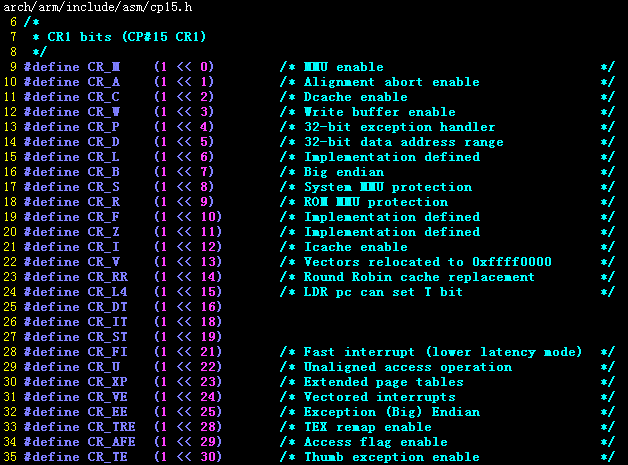 arch/arm/include/asm/cp15.h
6 /*
7  * CR1 bits (CP#15 CR1)
8  */
9 #define CR_M    (1 << 0)        /* MMU enable                           */
10 #define CR_A    (1 << 1)        /* Alignment abort enable               */
11 #define CR_C    (1 << 2)        /* Dcache enable                        */
12 #define CR_W    (1 << 3)        /* Write buffer enable                  */
13 #define CR_P    (1 << 4)        /* 32-bit exception handler             */
14 #define CR_D    (1 << 5)        /* 32-bit data address range            */
15 #define CR_L    (1 << 6)        /* Implementation defined               */
16 #define CR_B    (1 << 7)        /* Big endian                           */
17 #define CR_S    (1 << 8)        /* System MMU protection                */
18 #define CR_R    (1 << 9)        /* ROM MMU protection                   */
19 #define CR_F    (1 << 10)       /* Implementation defined               */
20 #define CR_Z    (1 << 11)       /* Implementation defined               */
21 #define CR_I    (1 << 12)       /* Icache enable                        */
22 #define CR_V    (1 << 13)       /* Vectors relocated to 0xffff0000      */
23 #define CR_RR   (1 << 14)       /* Round Robin cache replacement        */
24 #define CR_L4   (1 << 15)       /* LDR pc can set T bit                 */
25 #define CR_DT   (1 << 16)
26 #define CR_IT   (1 << 18)
27 #define CR_ST   (1 << 19)
28 #define CR_FI   (1 << 21)       /* Fast interrupt (lower latency mode)  */
29 #define CR_U    (1 << 22)       /* Unaligned access operation           */
30 #define CR_XP   (1 << 23)       /* Extended page tables                 */
31 #define CR_VE   (1 << 24)       /* Vectored interrupts                  */
32 #define CR_EE   (1 << 25)       /* Exception (Big) Endian               */
33 #define CR_TRE  (1 << 28)       /* TEX remap enable                     */
34 #define CR_AFE  (1 << 29)       /* Access flag enable                   */
35 #define CR_TE   (1 << 30)       /* Thumb exception enable               */